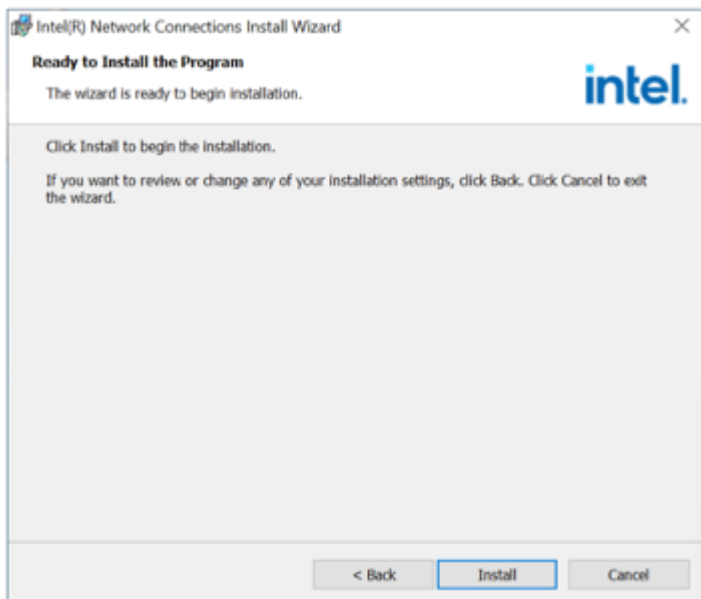 Intel(R) Network Connections Install Wizard
Ready to Install the Program
The wizard is ready to begin installation.
intel.
Click Install to begin the installation.
If you want to review or change any of your installation settings, click Back. Click Cancel to exit
the wizard.
< Back
Install
Cancel